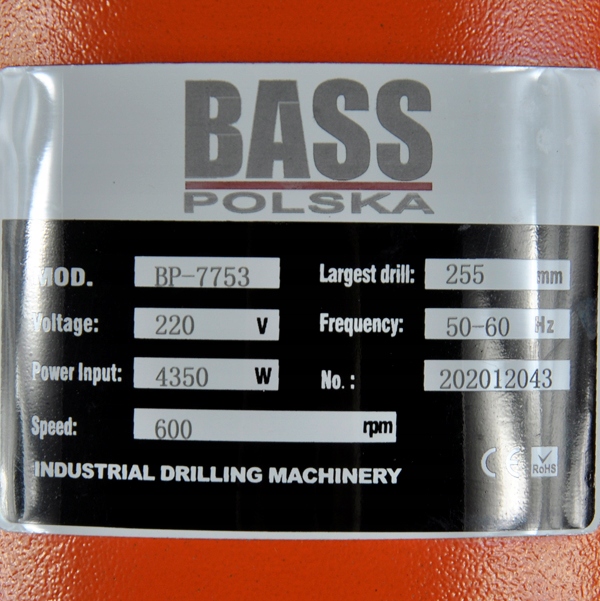 BASS
POLSKA
MOD. BP-7753 Largest drill: 255 mm
Voltage: 220 V Frequency: 50-60 Hz
Power Input: 4350 W No.: 202012043
Speed: 600 rpm
INDUSTRIAL DRILLING MACHINERY CE RoHS